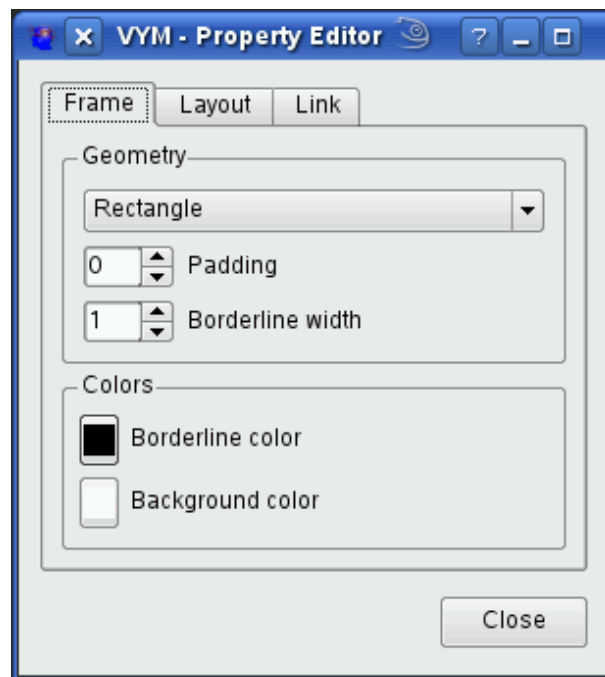 VYM - Property Editor
Frame Layout Link
Geometry
Rectangle
0 Padding
1 Borderline width
Colors
Borderline color
Background color
Close